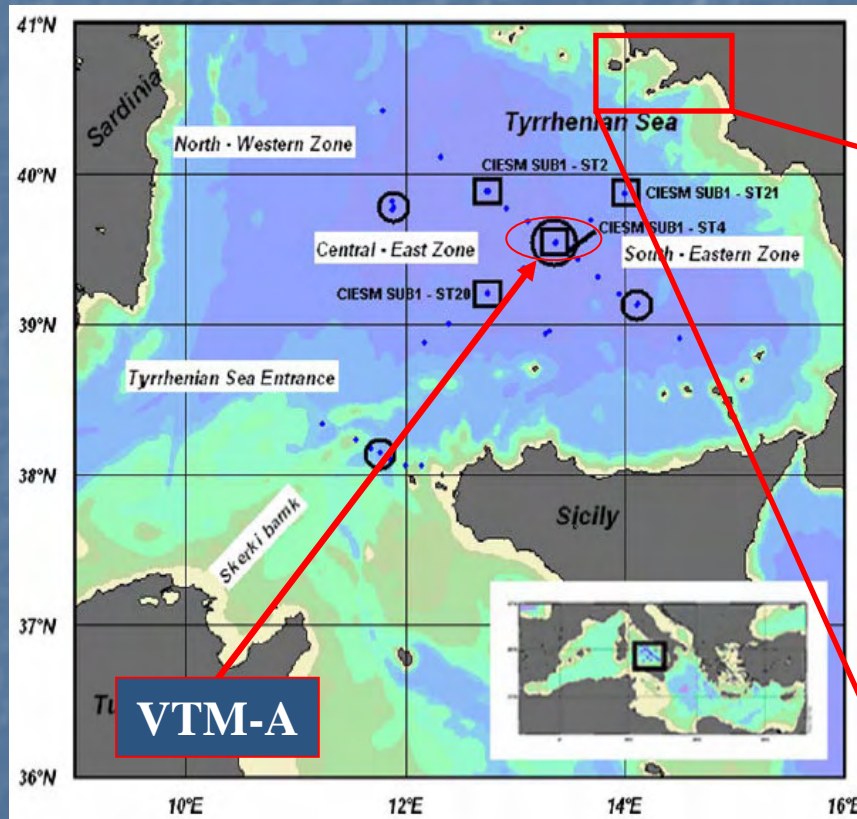 41°N
Sardinia
Tyrrhenian Sea
North - Western Zone
CIESM SUB1 - ST2
40°N
CIESM SUB1 - ST21
CIESM SUB1 - ST4
Central - East Zone
South - Eastern Zone
CIESM SUB1 - ST20
39°N
Tyrrhenian Sea Entrance
38°N
Sicily
Skerki bamk
37°N
VTM-A
36°N
10°E
12°E
14°E
16°E